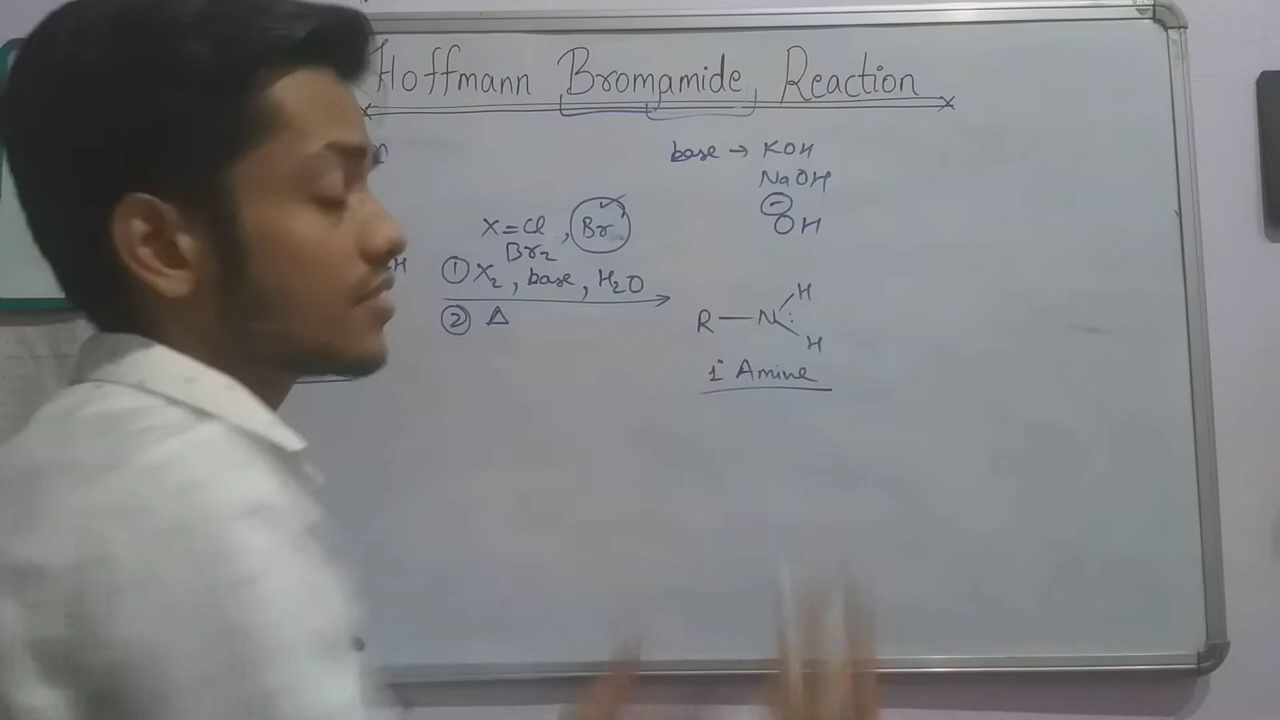 Hoffmann Bromamide Reaction
base → KOH
NaOH
⊖
OH
X=Cl, Br
Br₂
① X₂, base, H₂O
② Δ
H
R—N̈
H
H
1° Amine